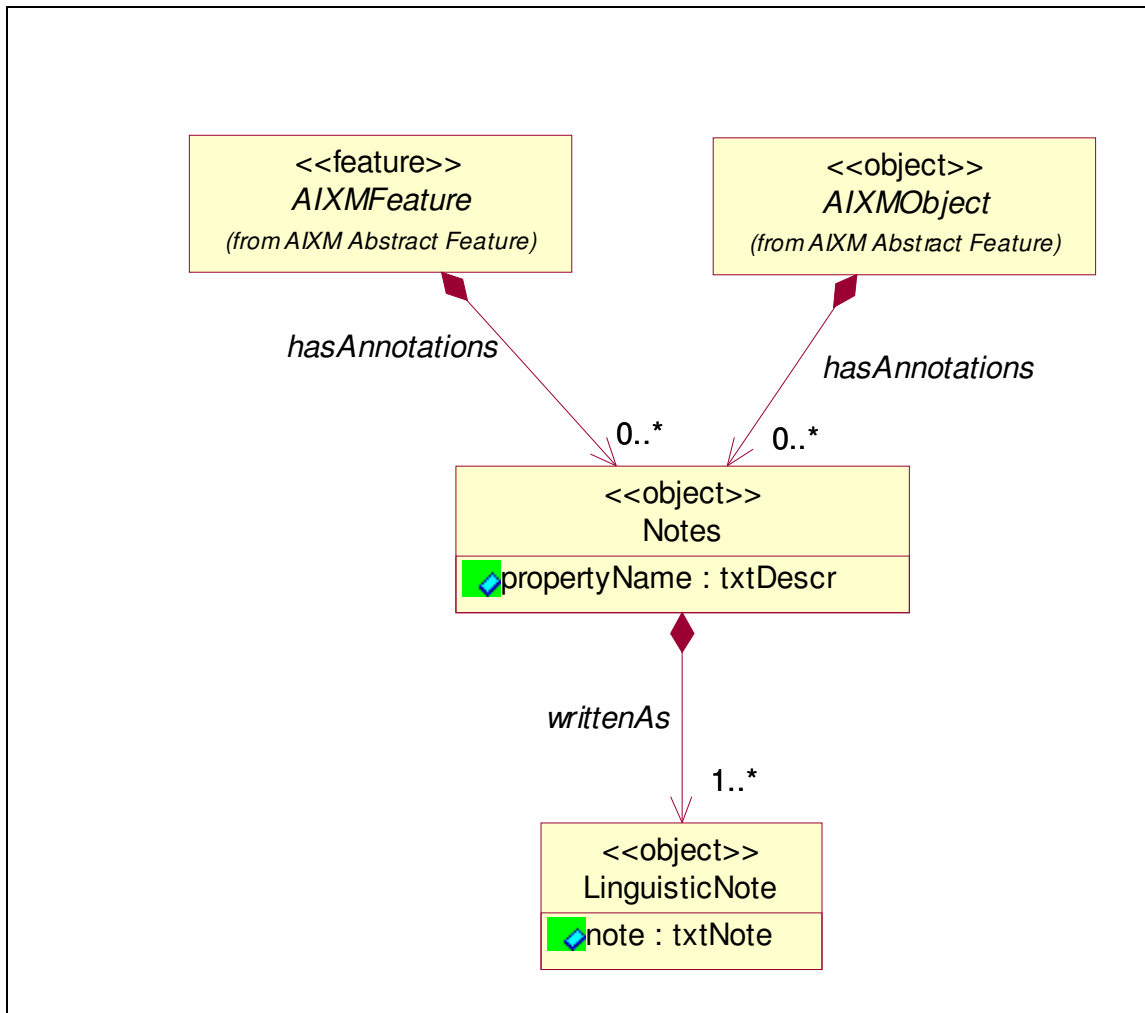 <<feature>>
AIXMFeature
(from AIXM Abstract Feature)
<<object>>
AIXMObject
(from AIXM Abstract Feature)
hasAnnotations
hasAnnotations
0..*
0..*
<<object>>
Notes
propertyName : txtDescr
writtenAs
1..*
<<object>>
LinguisticNote
note : txtNote